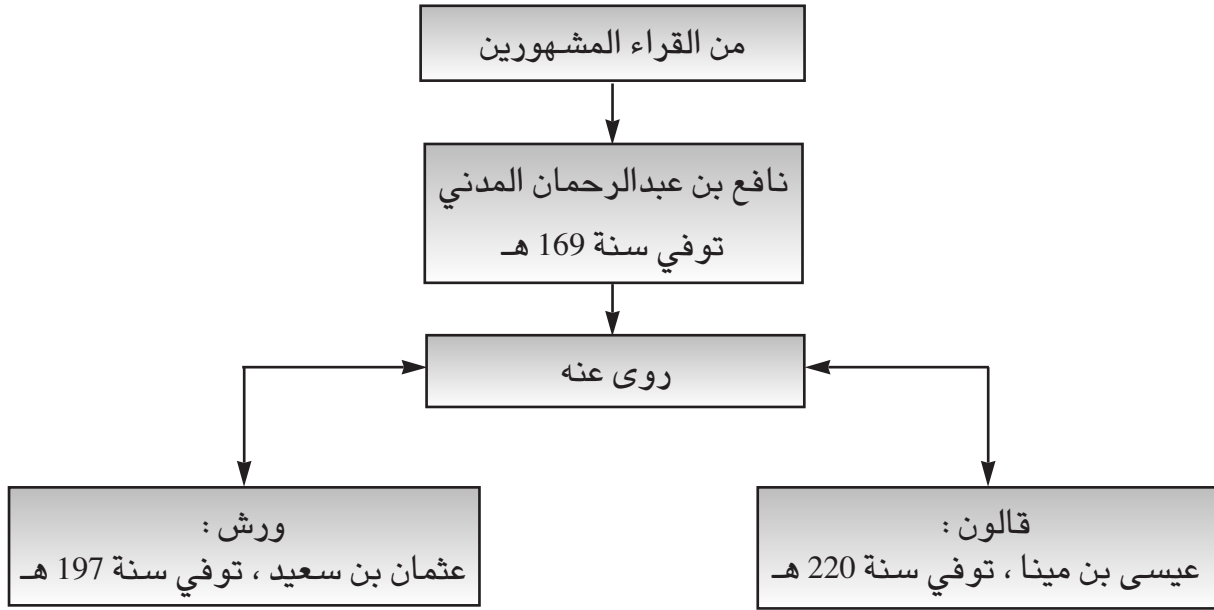 من القراء المشهورين
نافع بن عبدالرحمان المدني
توفي سنة 169 هـ
روى عنه
قالون :
عيسى بن مينا ، توفي سنة 220 هـ
ورش :
عثمان بن سعيد ، توفي سنة 197 هـ